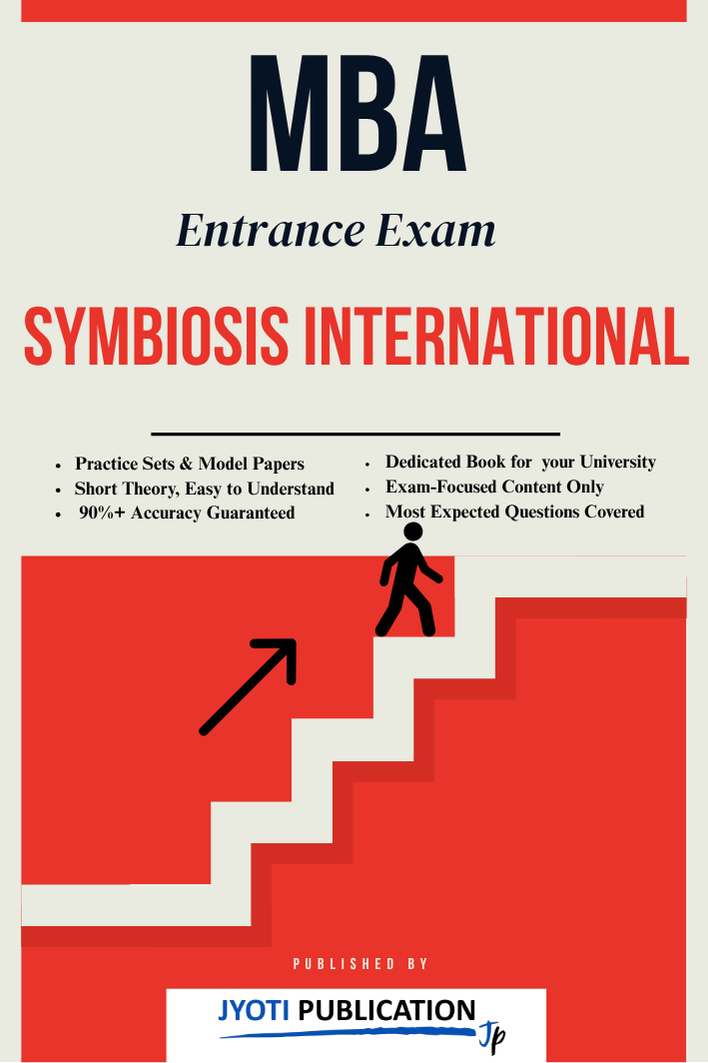 MBA
Entrance Exam
SYMBIOSIS INTERNATIONAL
• Practice Sets & Model Papers
• Short Theory, Easy to Understand
• 90%+ Accuracy Guaranteed
• Dedicated Book for your University
• Exam-Focused Content Only
• Most Expected Questions Covered
PUBLISHED BY
JYOTI PUBLICATION
Jp